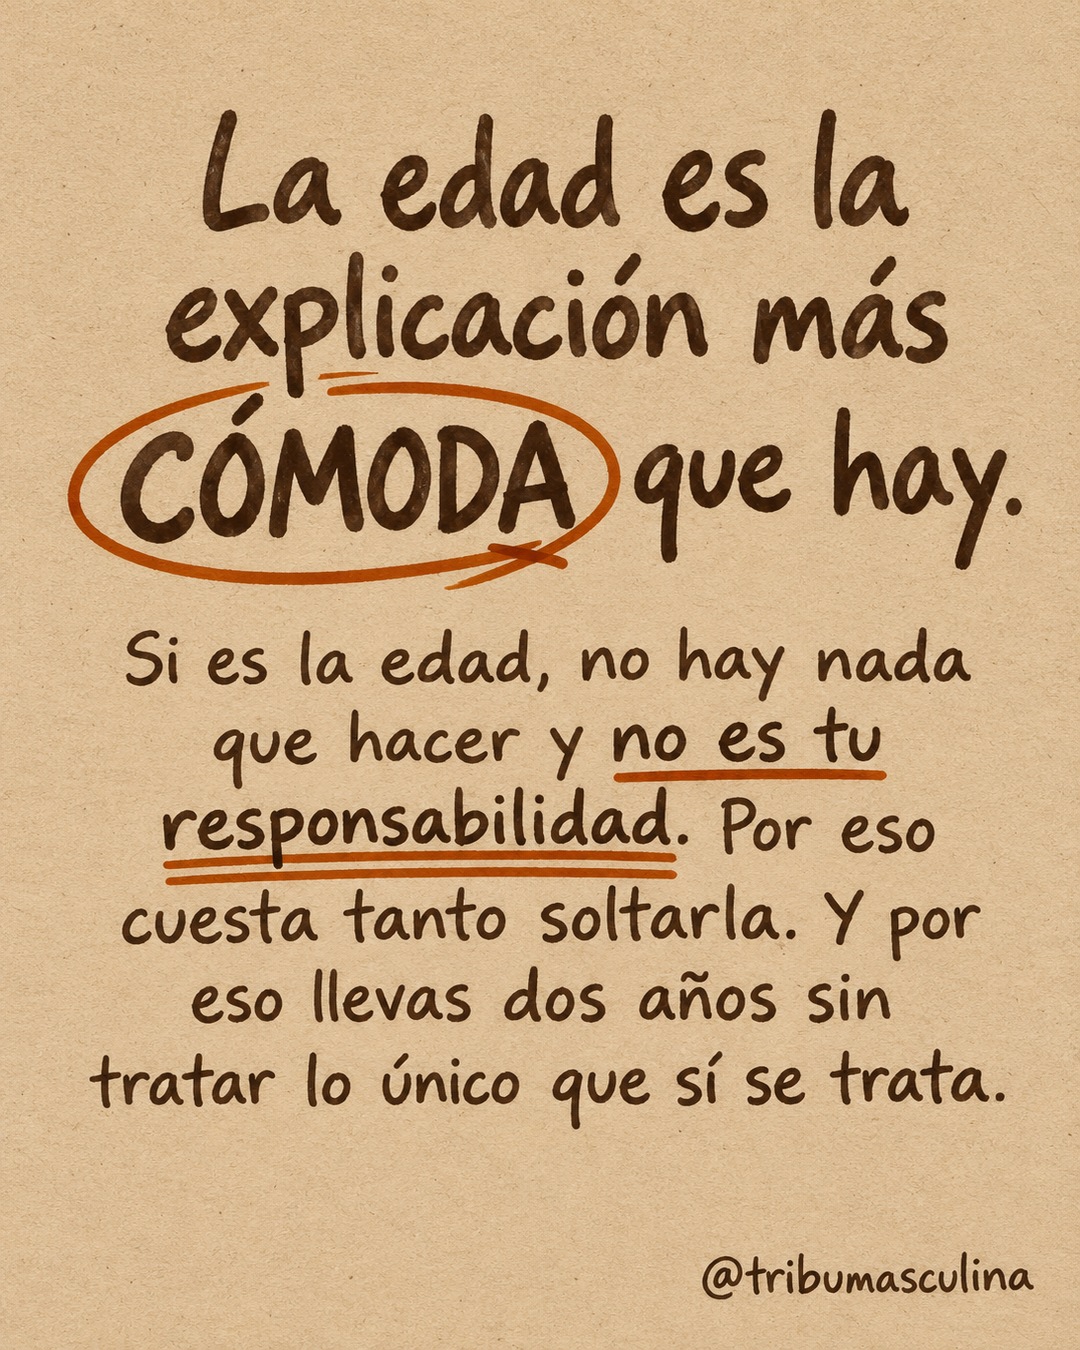 La edad es la
explicación más
CÓMODA que hay.
Si es la edad, no hay nada
que hacer y no es tu
responsabilidad. Por eso
cuesta tanto soltarla. Y por
eso llevas dos años sin
tratar lo único que sí se trata.
@tribumasculina